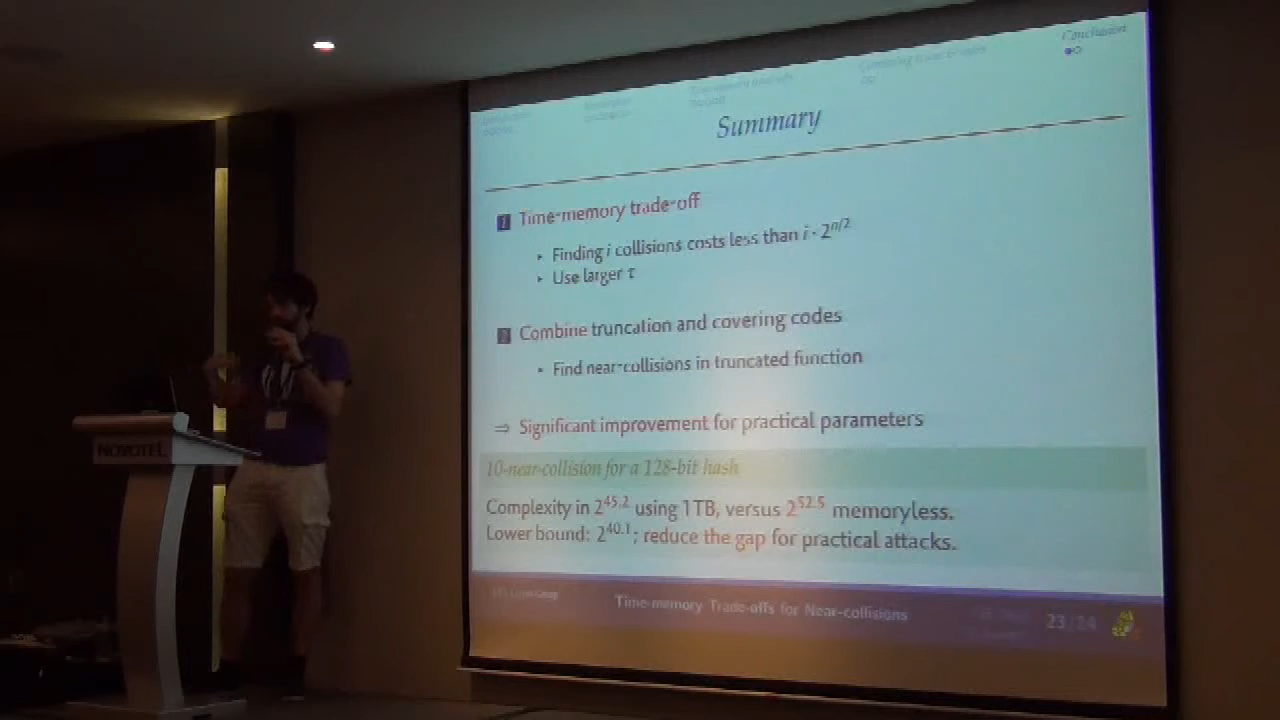 Conclusion
Summary
1 Time-memory trade-off
▸ Finding i collisions costs less than i · 2^{n/2}
▸ Use larger τ
2 Combine truncation and covering codes
▸ Find near-collisions in truncated function
⇒ Significant improvement for practical parameters
10-near-collision for a 128-bit hash
Complexity in 2^{45.2} using 1TB, versus 2^{52.5} memoryless.
Lower bound: 2^{40.1}; reduce the gap for practical attacks.
Time-memory Trade-offs for Near-collisions
23/24
NOVOTEL